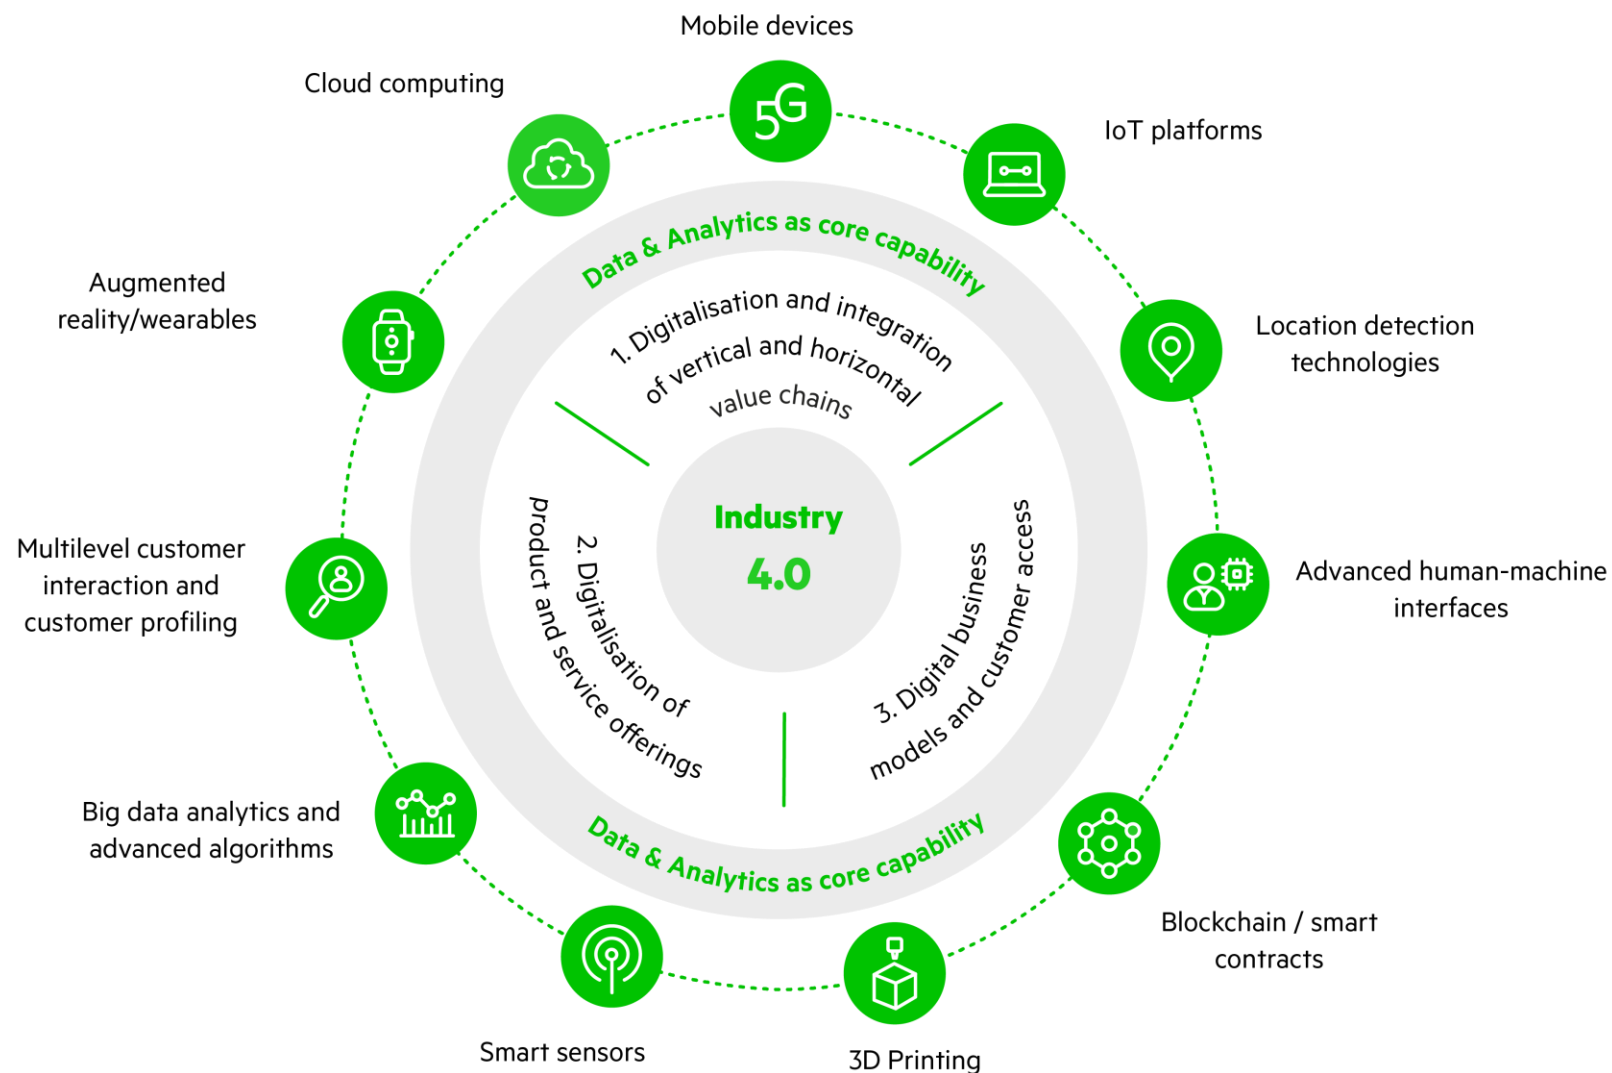 Mobile devices
Cloud computing
5G
IoT platforms
Data & Analytics as core capability
Augmented
reality/wearables
1. Digitalisation and integration
of vertical and horizontal
value chains
Location detection
technologies
Industry
4.0
Multilevel customer
interaction and
customer profiling
2. Digitalisation of
product and service offerings
3. Digital business
models and customer access
Advanced human-machine
interfaces
Big data analytics and
advanced algorithms
Data & Analytics as core capability
Blockchain / smart
contracts
Smart sensors
3D Printing